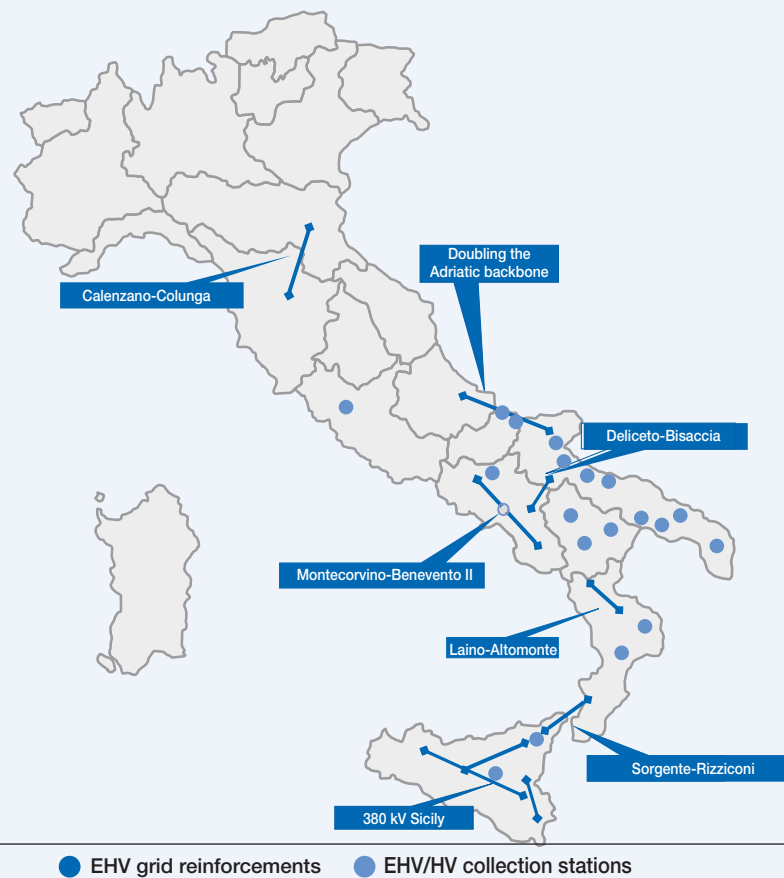 Doubling the
Adriatic backbone
Calenzano-Colunga
Deliceto-Bisaccia
Montecorvino-Benevento II
Laino-Altomonte
Sorgente-Rizziconi
380 kV Sicily
EHV grid reinforcements
EHV/HV collection stations